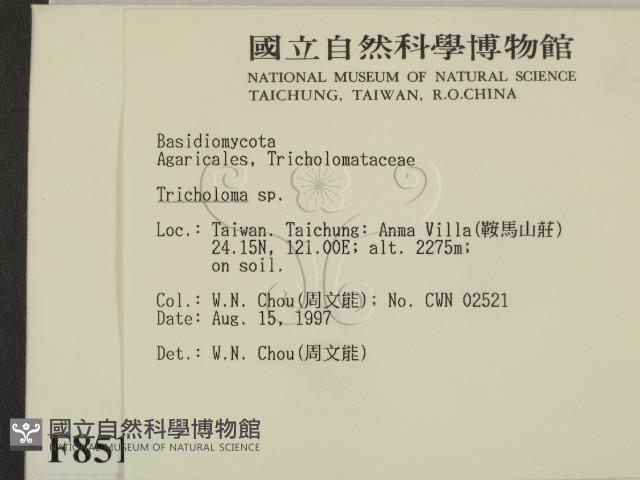 國立自然科學博物館
NATIONAL MUSEUM OF NATURAL SCIENCE
TAICHUNG, TAIWAN, R.O.CHINA
Basidiomycota
Agaricales, Tricholomataceae
Tricholoma sp.
Loc.: Taiwan. Taichung: Anma Villa(鞍馬山莊)
24.15N, 121.00E; alt. 2275m;
on soil.
Col.: W.N. Chou(周文能); No. CWN 02521
Date: Aug. 15, 1997
Det.: W.N. Chou(周文能)
國立自然科學博物館
NATIONAL MUSEUM OF NATURAL SCIENCE